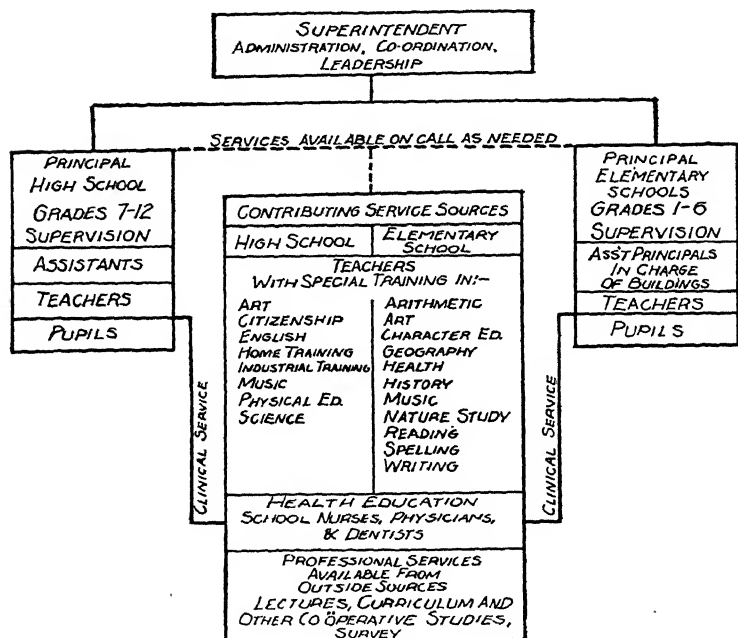 SUPERINTENDENT
ADMINISTRATION, CO-ORDINATION,
LEADERSHIP
SERVICES AVAILABLE ON CALL AS NEEDED
PRINCIPAL
HIGH SCHOOL
GRADES 7-12
SUPERVISION
ASSISTANTS
TEACHERS
PUPILS
CLINICAL SERVICE
CONTRIBUTING SERVICE SOURCES
HIGH SCHOOL
ELEMENTARY
SCHOOL
TEACHERS
WITH SPECIAL TRAINING IN:-
ART
CITIZENSHIP
ENGLISH
HOME TRAINING
INDUSTRIAL TRAINING
MUSIC
PHYSICAL ED.
SCIENCE
ARITHMETIC
ART
CHARACTER ED.
GEOGRAPHY
HEALTH
HISTORY
MUSIC
NATURE STUDY
READING
SPELLING
WRITING
HEALTH EDUCATION
SCHOOL NURSES, PHYSICIANS,
& DENTISTS
PROFESSIONAL SERVICES
AVAILABLE FROM
OUTSIDE SOURCES
LECTURES, CURRICULUM AND
OTHER COÖPERATIVE STUDIES,
SURVEY
PRINCIPAL
ELEMENTARY
SCHOOLS
GRADES 1-6
SUPERVISION
ASS'T PRINCIPALS
IN CHARGE
OF BUILDINGS
TEACHERS
PUPILS
CLINICAL SERVICE